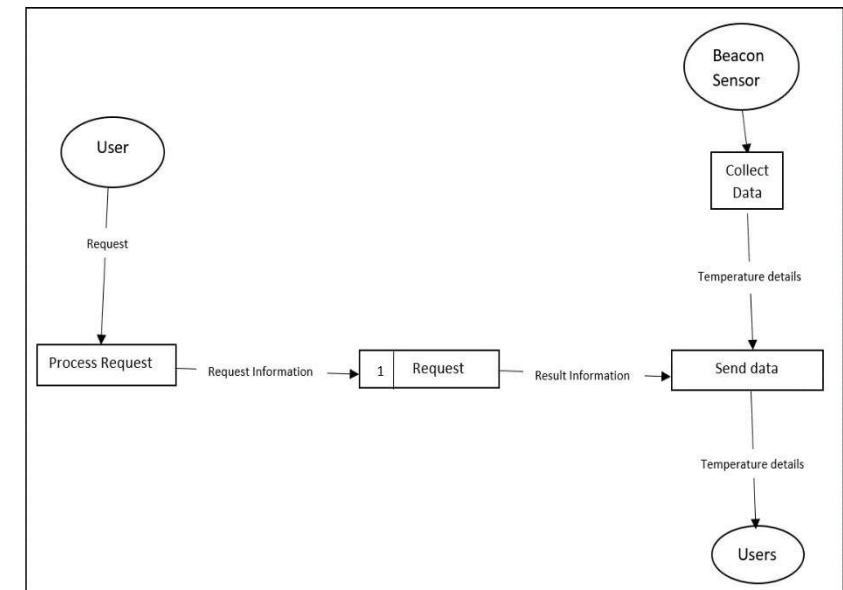 Beacon
Sensor
User
Collect
Data
Request
Temperature details
Process Request
Request Information
1 Request
Result Information
Send data
Temperature details
Users